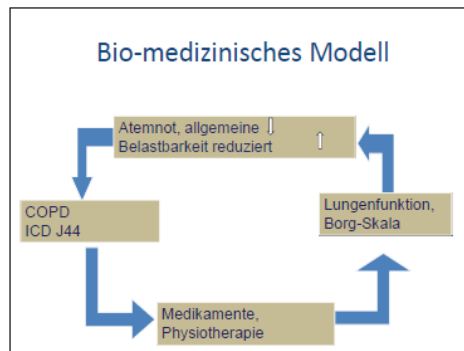 Bio-medizinisches Modell
Atemnot, allgemeine ⇩
Belastbarkeit reduziert ⇧
COPD
ICD J44
Lungenfunktion,
Borg-Skala
Medikamente,
Physiotherapie